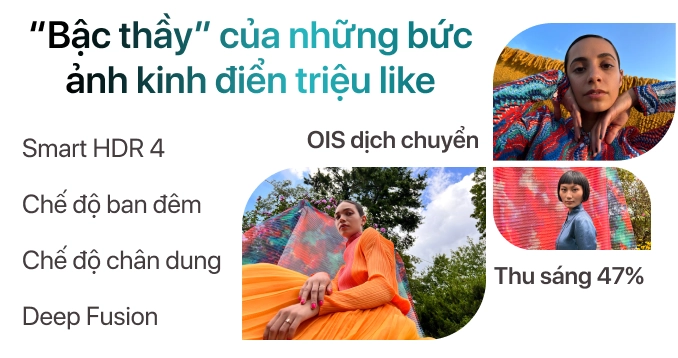 “Bậc thầy” của những bức
ảnh kinh điển triệu like
OIS dịch chuyển
Smart HDR 4
Chế độ ban đêm
Chế độ chân dung
Thu sáng 47%
Deep Fusion